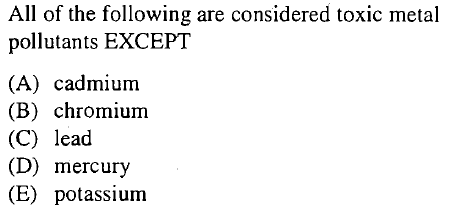 All of the following are considered toxic metal
pollutants EXCEPT
(A) cadmium
(B) chromium
(C) lead
(D) mercury
(E) potassium